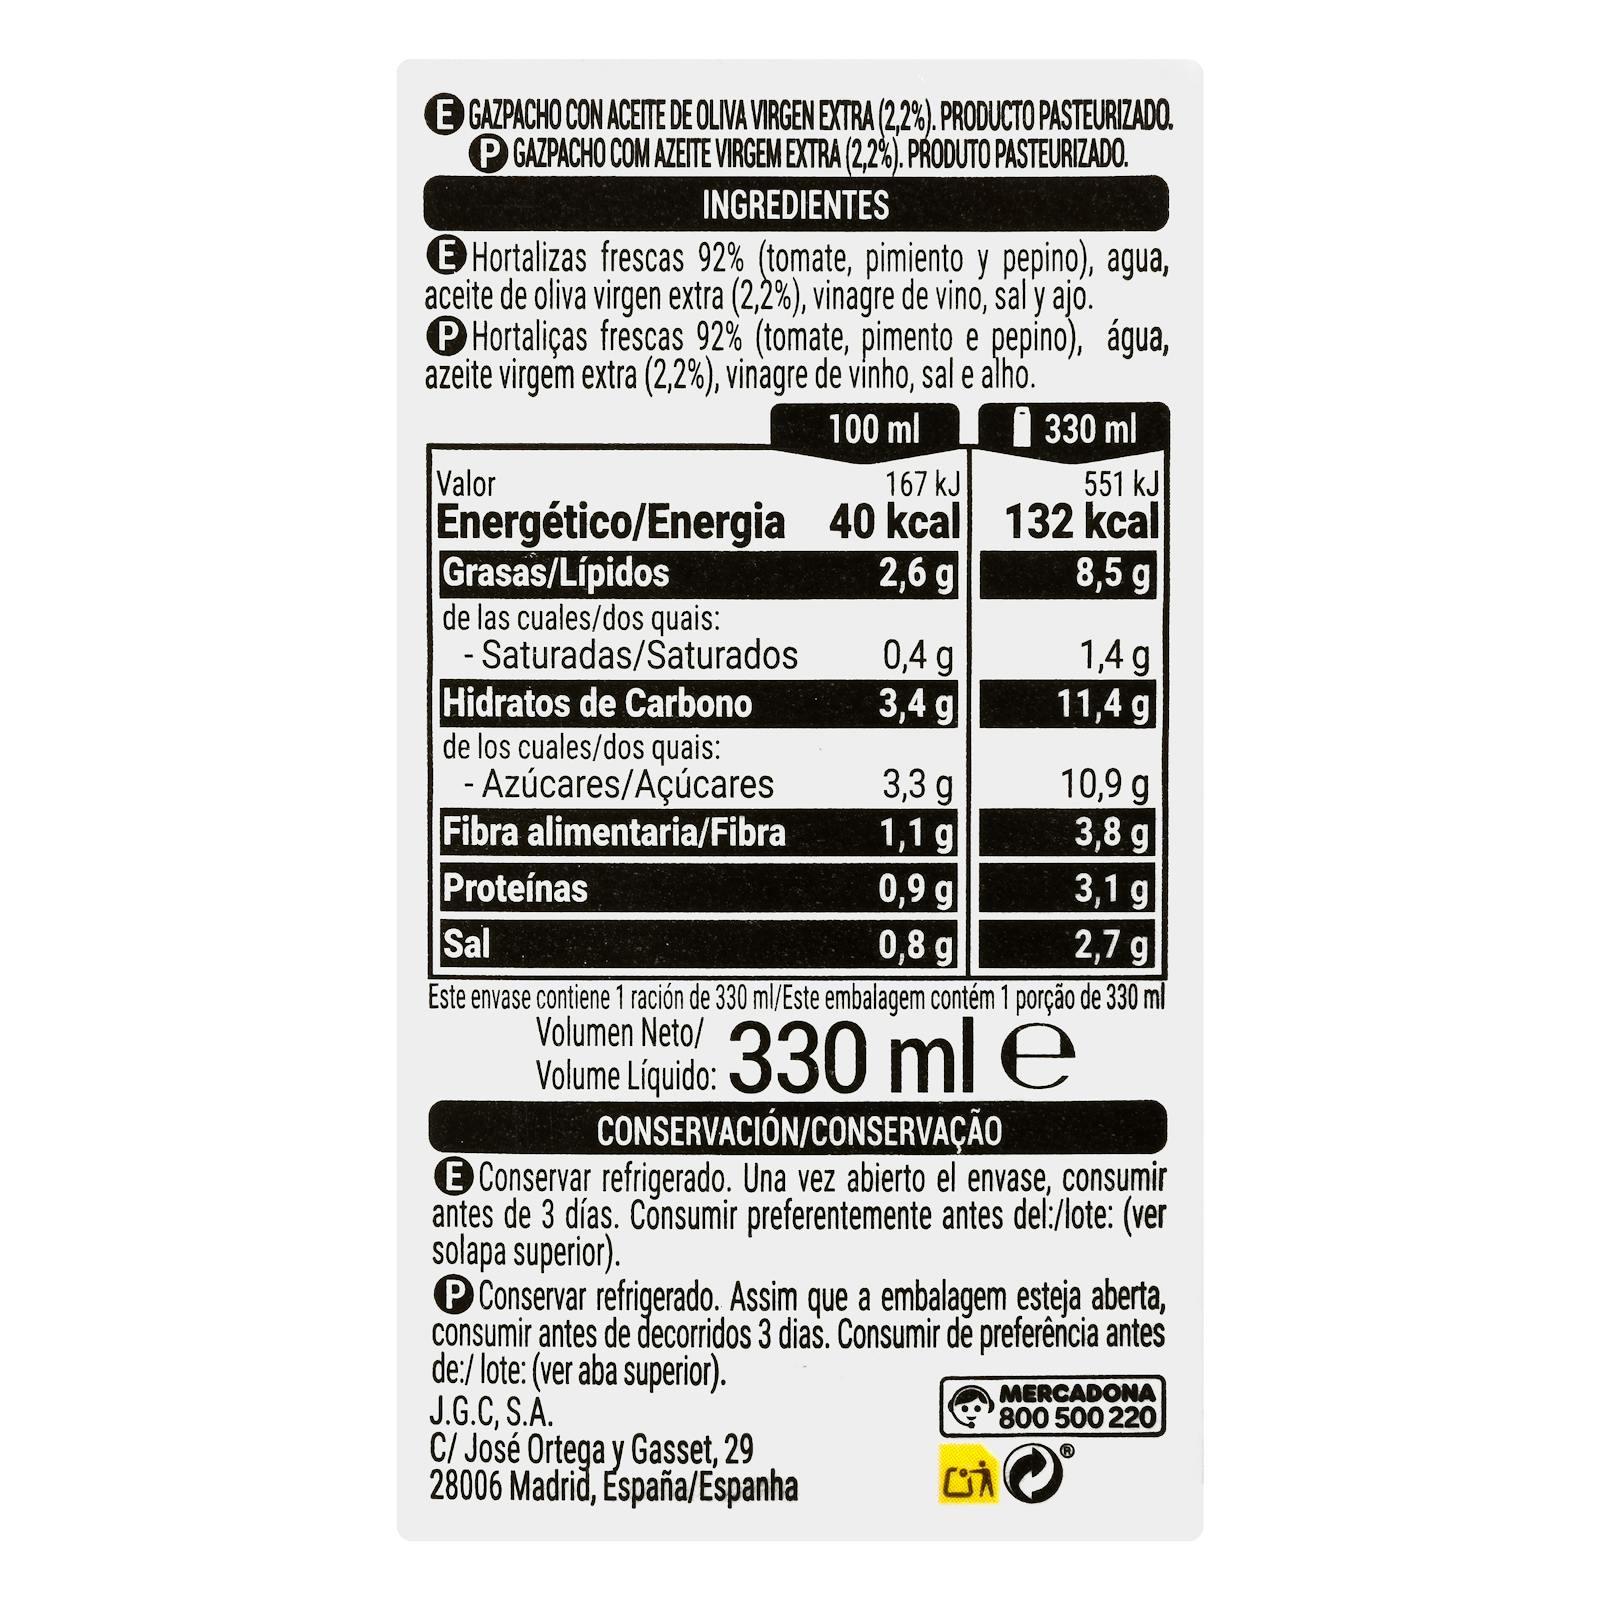 E GAZPACHO CON ACEITE DE OLIVA VIRGEN EXTRA (2,2%). PRODUCTO PASTEURIZADO.
P GAZPACHO COM AZEITE VIRGEM EXTRA (2,2%). PRODUTO PASTEURIZADO.
INGREDIENTES
E Hortalizas frescas 92% (tomate, pimiento y pepino), agua,
aceite de oliva virgen extra (2,2%), vinagre de vino, sal y ajo.
P Hortaliças frescas 92% (tomate, pimento e pepino), água,
azeite virgem extra (2,2%), vinagre de vinho, sal e alho.
100 ml 330 ml
Valor 167 kJ 551 kJ
Energético/Energia 40 kcal 132 kcal
Grasas/Lípidos 2,6 g 8,5 g
de las cuales/dos quais:
- Saturadas/Saturados 0,4 g 1,4 g
Hidratos de Carbono 3,4 g 11,4 g
de los cuales/dos quais:
- Azúcares/Açúcares 3,3 g 10,9 g
Fibra alimentaria/Fibra 1,1 g 3,8 g
Proteínas 0,9 g 3,1 g
Sal 0,8 g 2,7 g
Este envase contiene 1 ración de 330 ml/Este embalagem contém 1 porção de 330 ml
Volumen Neto/
Volume Líquido: 330 ml e
CONSERVACIÓN/CONSERVAÇÃO
E Conservar refrigerado. Una vez abierto el envase, consumir
antes de 3 días. Consumir preferentemente antes del:/lote: (ver
solapa superior).
P Conservar refrigerado. Assim que a embalagem esteja aberta,
consumir antes de decorridos 3 dias. Consumir de preferência antes
de:/ lote: (ver aba superior).
J.G.C, S.A.
C/ José Ortega y Gasset, 29
28006 Madrid, España/Espanha
MERCADONA
800 500 220
®